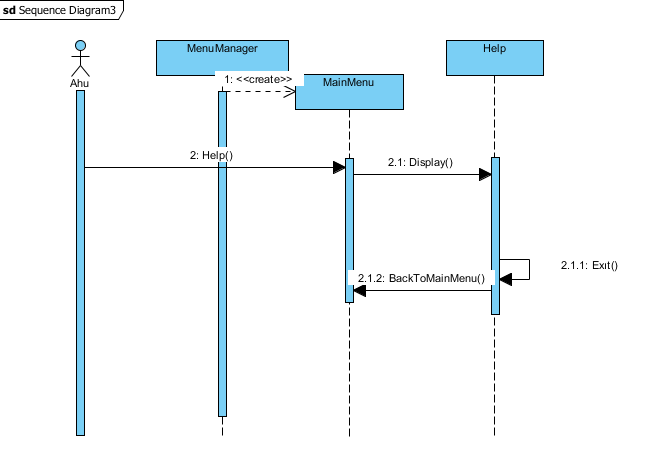 sd Sequence Diagram3
MenuManager
Help
1: <<create>>
MainMenu
Ahu
2: Help()
2.1: Display()
2.1.1: Exit()
2.1.2: BackToMainMenu()